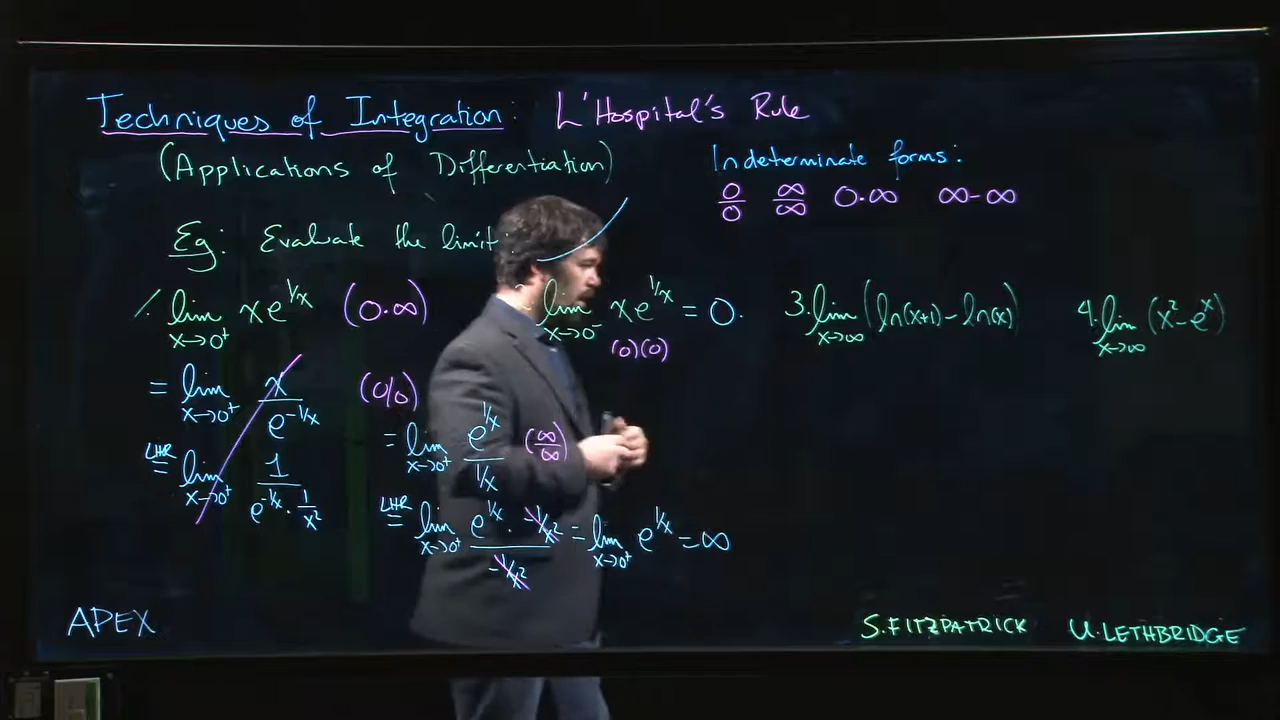 Techniques of Integration: L'Hospital's Rule
(Applications of Differentiation)
Indeterminate forms:
0/0 ∞/∞ 0·∞ ∞-∞
Eg: Evaluate the limit:
1. lim x→0⁺ xe^(1/x) (0·∞)
= lim x→0⁺ x/e^(-1/x) (0/0)
LHR = lim x→0⁺ 1/(e^(-1/x) · 1/x²)
= lim x→0⁺ e^(1/x)/(1/x) (∞/∞)
LHR = lim x→0⁺ (e^(1/x) · -1/x²)/(-1/x²) = lim x→0⁺ e^(1/x) = ∞
lim x→0⁻ xe^(1/x) = 0.
(0)(0)
3. lim x→∞ (ln(x+1) - ln(x))
4. lim x→∞ (x² - e^x)
APEX
S. FITZPATRICK
U. LETHBRIDGE